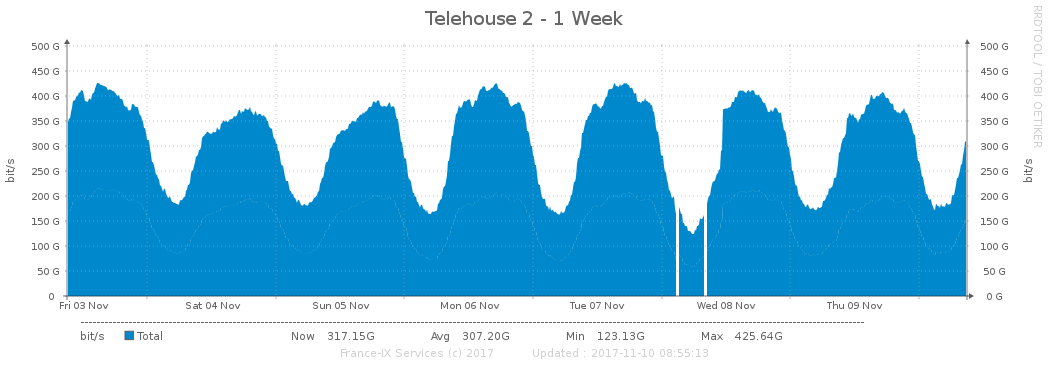 Telehouse 2 - 1 Week
RRDTOOL / TOBI OETIKER
500 G 500 G
450 G 450 G
400 G 400 G
350 G 350 G
300 G 300 G
250 G 250 G
200 G 200 G
150 G 150 G
100 G 100 G
50 G 50 G
0 0 G
bit/s
bit/s
Fri 03 Nov Sat 04 Nov Sun 05 Nov Mon 06 Nov Tue 07 Nov Wed 08 Nov Thu 09 Nov
bit/s Total Now 317.15G Avg 307.20G Min 123.13G Max 425.64G
France-IX Services (c) 2017 Updated : 2017-11-10 08:55:13